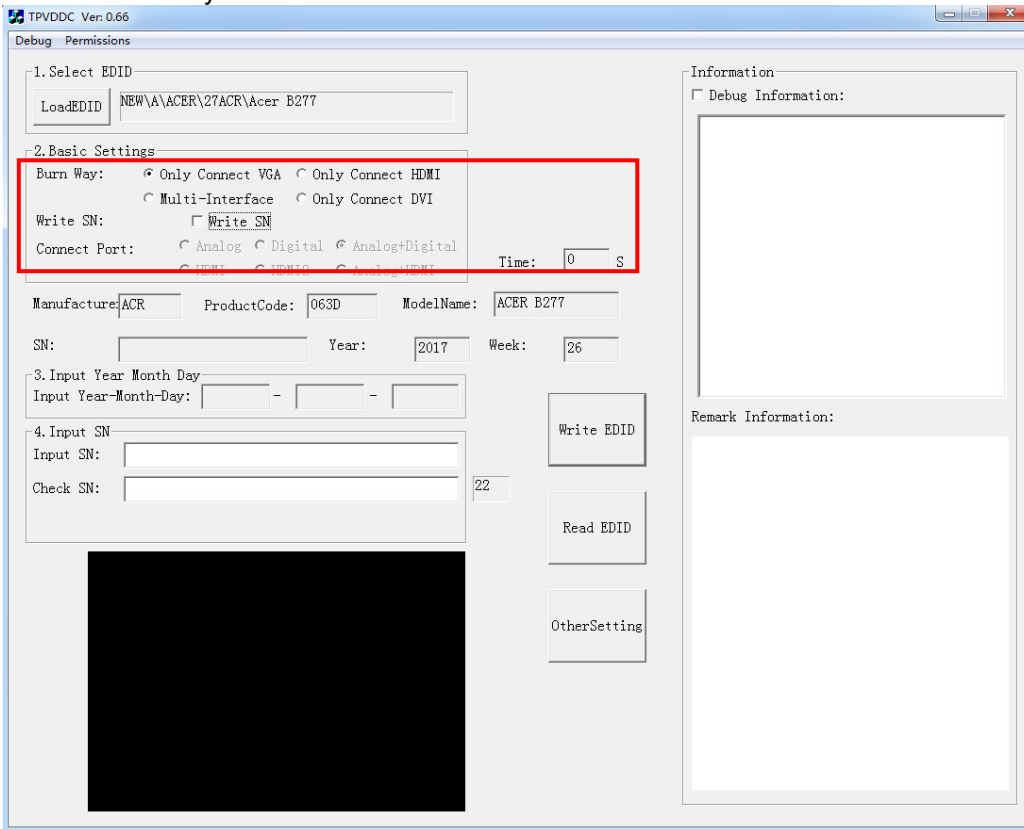 TPVDDC Ver: 0.66
Debug Permissions
1. Select EDID
LoadEDID NEW\A\ACER\27ACR\Acer B277
2. Basic Settings
Burn Way: Only Connect VGA Only Connect HDMI
Multi-Interface Only Connect DVI
Write SN: Write SN
Connect Port: Analog Digital Analog+Digital
HDMI HDMI2 Analog+HDMI
Time: 0 S
Manufacture: ACR ProductCode: 063D ModelName: ACER B277
SN: Year: 2017 Week: 26
3. Input Year Month Day
Input Year-Month-Day: - -
4. Input SN
Input SN:
Check SN: 22
Write EDID
Read EDID
OtherSetting
Information
Debug Information:
Remark Information: